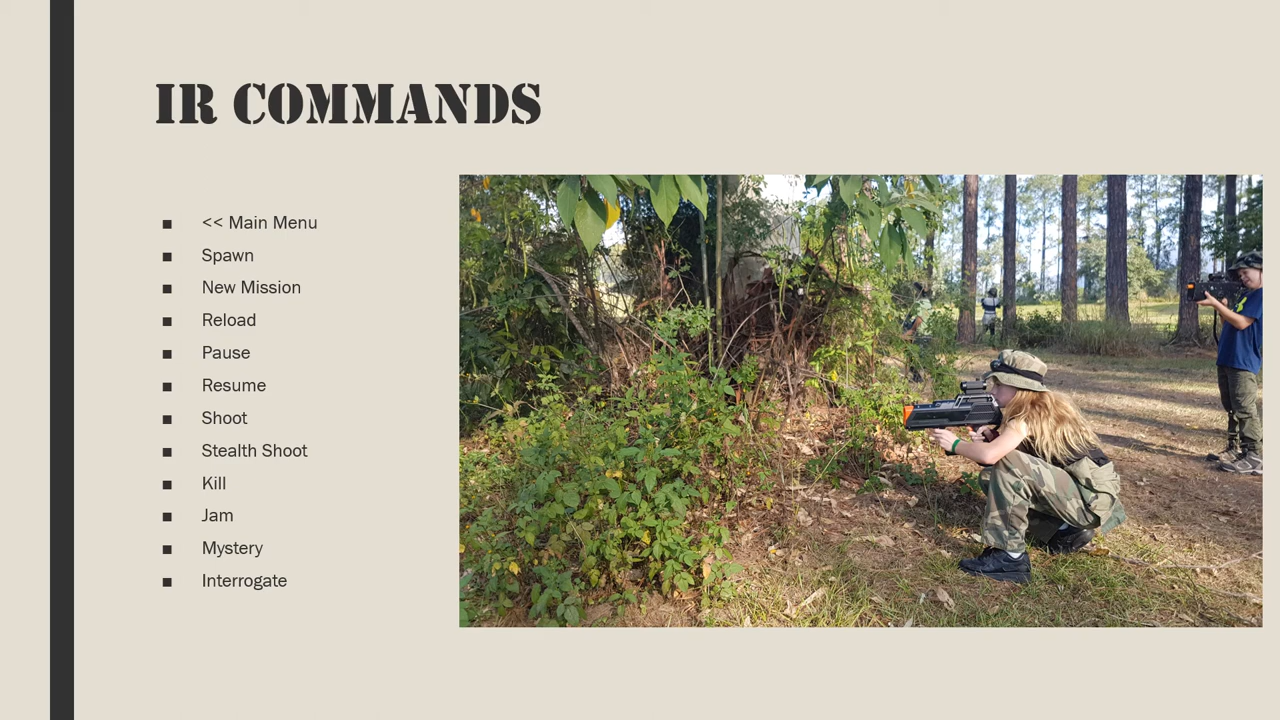 IR COMMANDS
<< Main Menu
Spawn
New Mission
Reload
Pause
Resume
Shoot
Stealth Shoot
Kill
Jam
Mystery
Interrogate